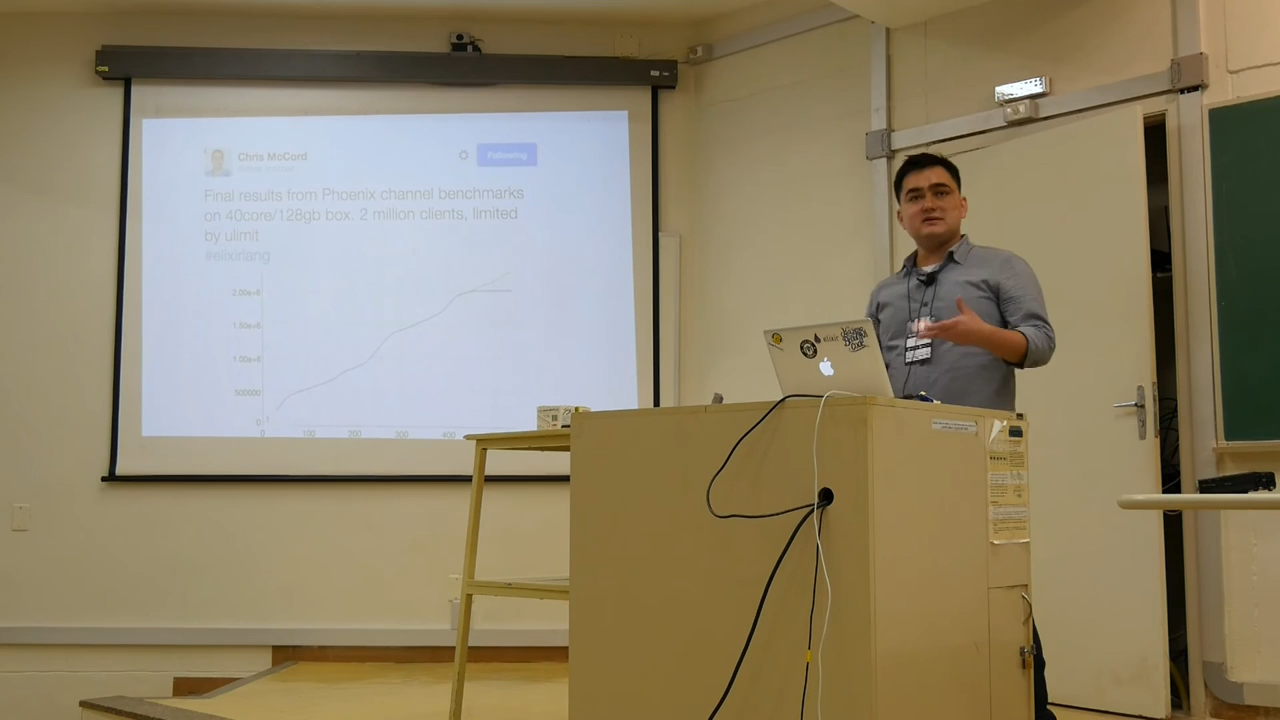 Chris McCord
Following
Final results from Phoenix channel benchmarks
on 40core/128gb box. 2 million clients, limited
by ulimit
#elixirlang
2.00e+6
1.50e+6
1.00e+6
500000
0
0 100 200 300 400
elixir